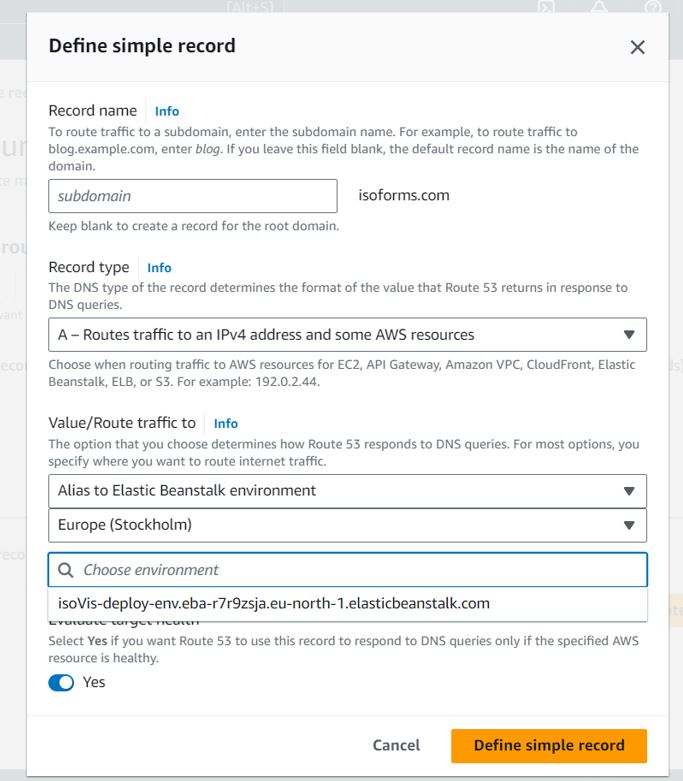 [Alt+S]
Define simple record
Record name Info
To route traffic to a subdomain, enter the subdomain name. For example, to route traffic to
blog.example.com, enter blog. If you leave this field blank, the default record name is the name of the
domain.
subdomain isoforms.com
Keep blank to create a record for the root domain.
Record type Info
The DNS type of the record determines the format of the value that Route 53 returns in response to
DNS queries.
A – Routes traffic to an IPv4 address and some AWS resources
Choose when routing traffic to AWS resources for EC2, API Gateway, Amazon VPC, CloudFront, Elastic
Beanstalk, ELB, or S3. For example: 192.0.2.44.
Value/Route traffic to Info
The option that you choose determines how Route 53 responds to DNS queries. For most options, you
specify where you want to route internet traffic.
Alias to Elastic Beanstalk environment
Europe (Stockholm)
Choose environment
isoVis-deploy-env.eba-r7r9zsja.eu-north-1.elasticbeanstalk.com
Evaluate target health
Select Yes if you want Route 53 to use this record to respond to DNS queries only if the specified AWS
resource is healthy.
Yes
Cancel Define simple record